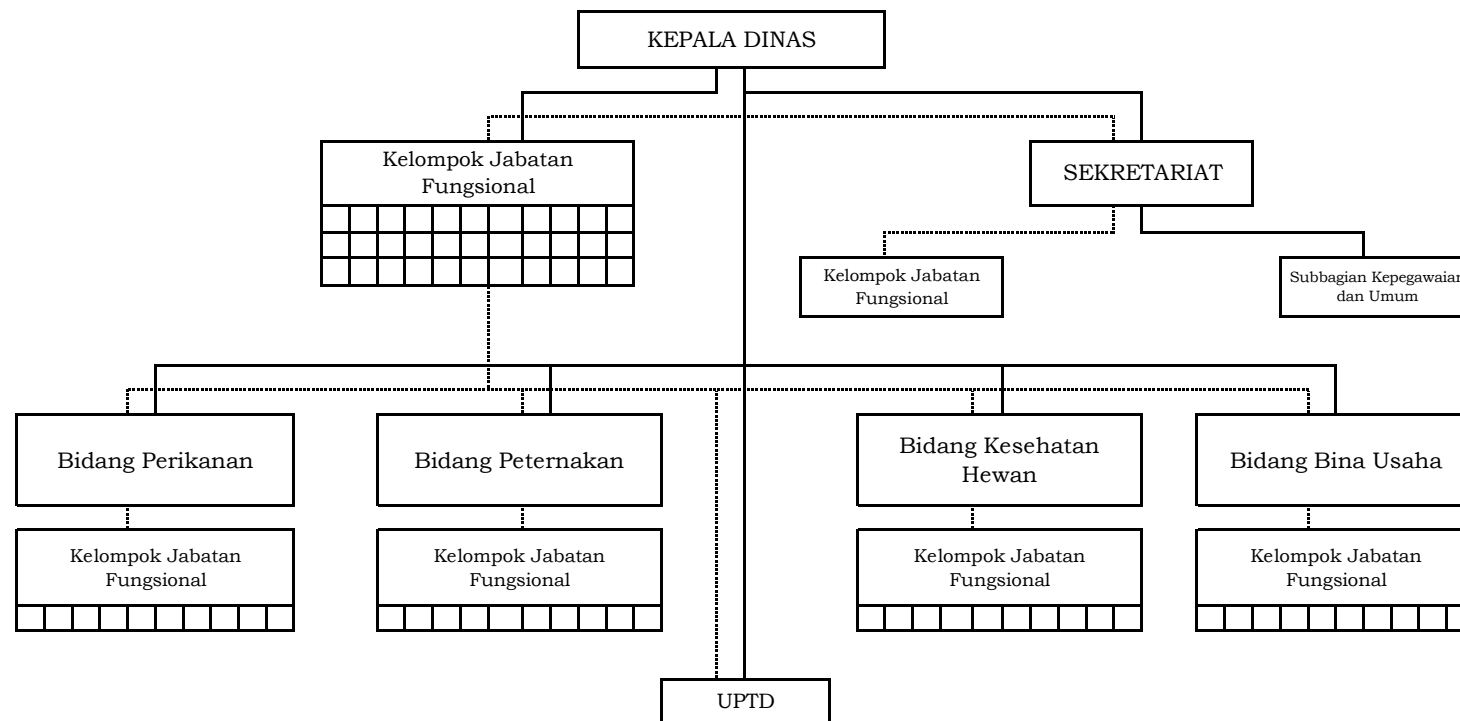 KEPALA DINAS
Kelompok Jabatan
Fungsional
SEKRETARIAT
Kelompok Jabatan
Fungsional
Subbagian Kepegawaian
dan Umum
Bidang Perikanan
Bidang Peternakan
Bidang Kesehatan
Hewan
Bidang Bina Usaha
Kelompok Jabatan
Fungsional
Kelompok Jabatan
Fungsional
Kelompok Jabatan
Fungsional
Kelompok Jabatan
Fungsional
UPTD